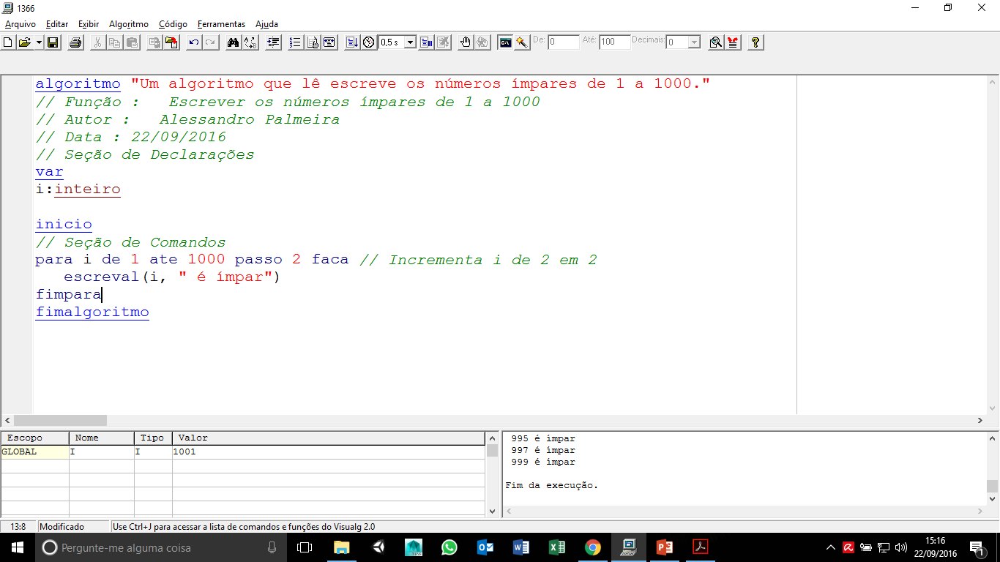 1366
Arquivo Editar Exibir Algoritmo Código Ferramentas Ajuda
0,5 s De: 0 Até: 100 Decimais: 0
algoritmo "Um algoritmo que lê escreve os números ímpares de 1 a 1000."
// Função : Escrever os números ímpares de 1 a 1000
// Autor : Alessandro Palmeira
// Data : 22/09/2016
// Seção de Declarações
var
i:inteiro
inicio
// Seção de Comandos
para i de 1 ate 1000 passo 2 faca // Incrementa i de 2 em 2
escreval(i, " é ímpar")
fimpara
fimalgoritmo
Escopo Nome Tipo Valor
GLOBAL I I 1001
995 é ímpar
997 é ímpar
999 é ímpar
Fim da execução.
13:8 Modificado Use Ctrl+J para acessar a lista de comandos e funções do Visualg 2.0
Pergunte-me alguma coisa
15:16
22/09/2016
1